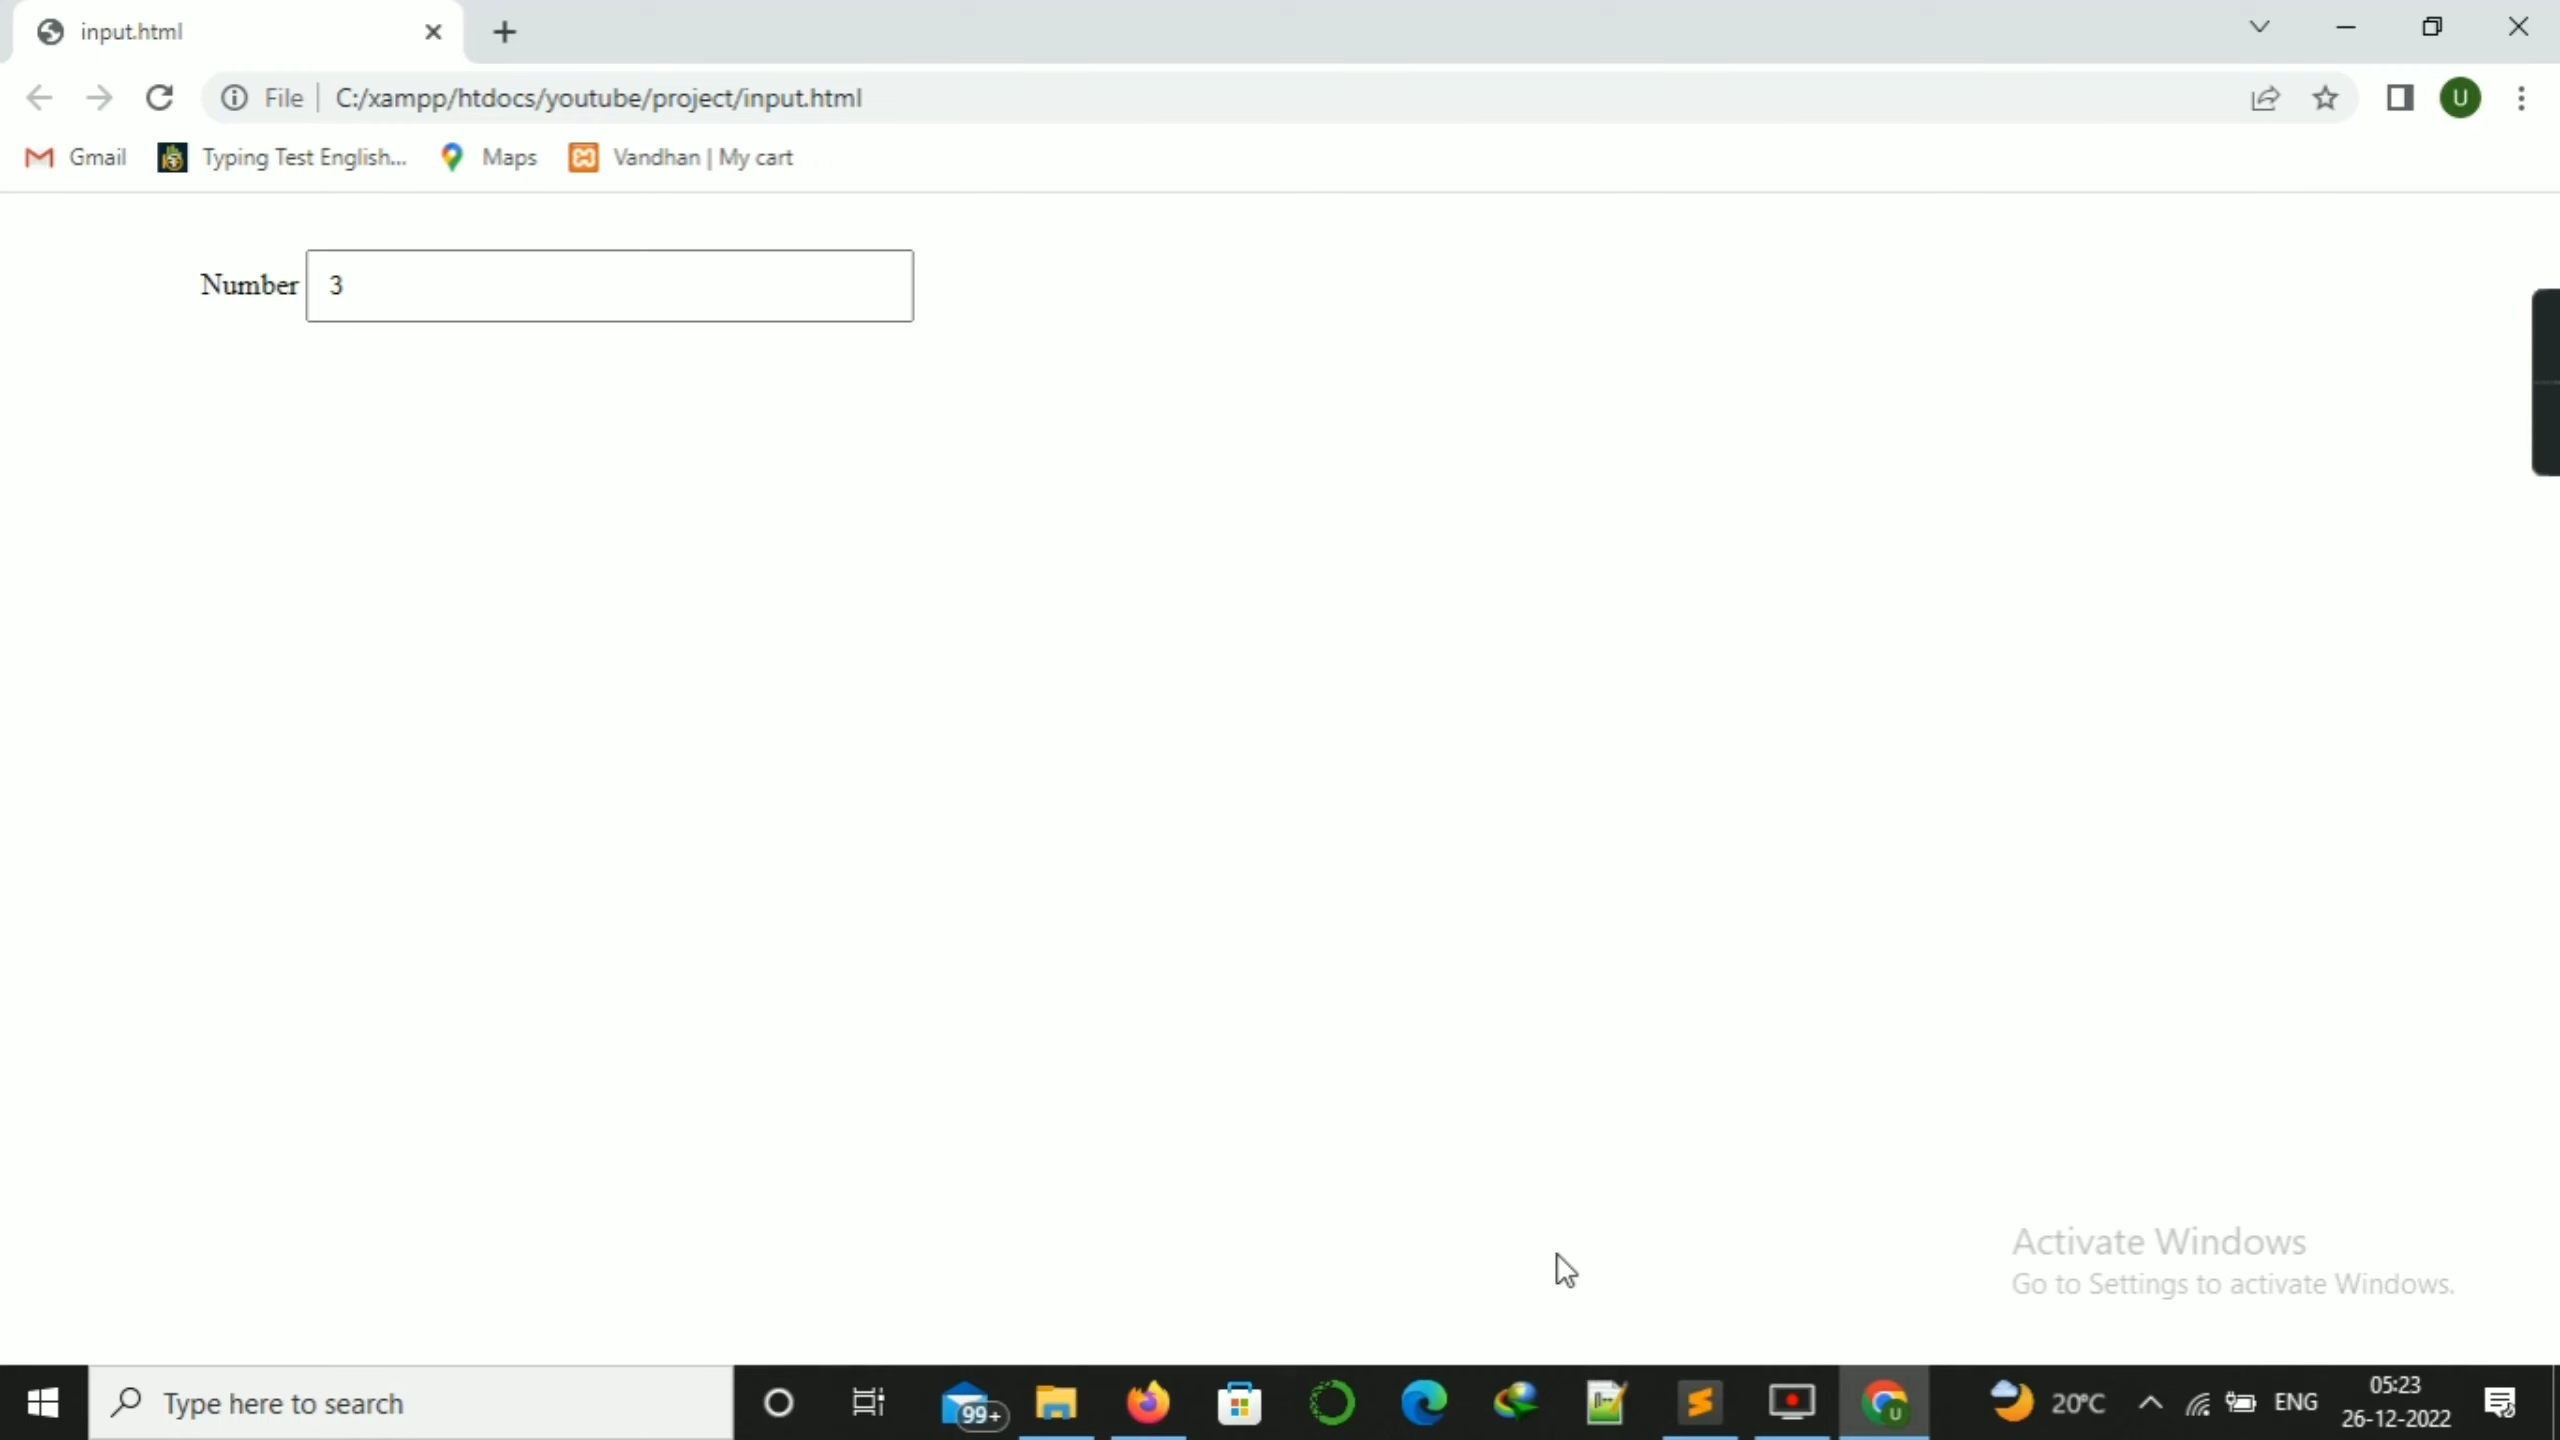 input.html
File C:/xampp/htdocs/youtube/project/input.html
U
Gmail Typing Test English... Maps Vandhan | My cart
Number 3
Activate Windows
Go to Settings to activate Windows.
Type here to search
99+
U
20°C
ENG
05:23
26-12-2022